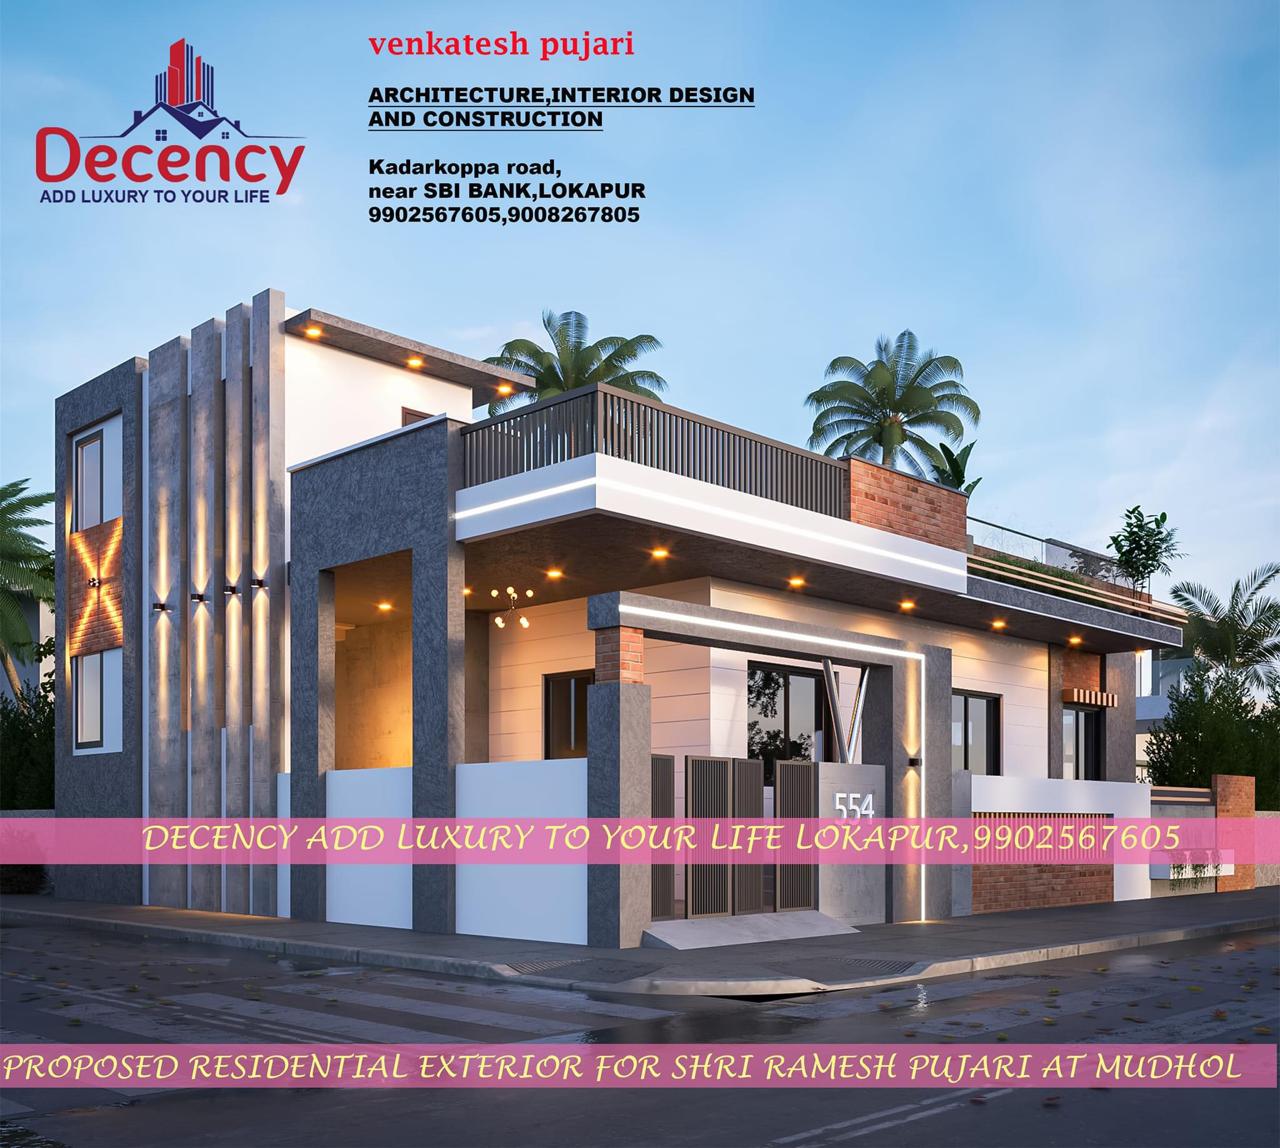 Decency
ADD LUXURY TO YOUR LIFE
venkatesh pujari
ARCHITECTURE,INTERIOR DESIGN
AND CONSTRUCTION
Kadarkoppa road,
near SBI BANK,LOKAPUR
9902567605,9008267805
554
DECENCY ADD LUXURY TO YOUR LIFE LOKAPUR,9902567605
PROPOSED RESIDENTIAL EXTERIOR FOR SHRI RAMESH PUJARI AT MUDHOL